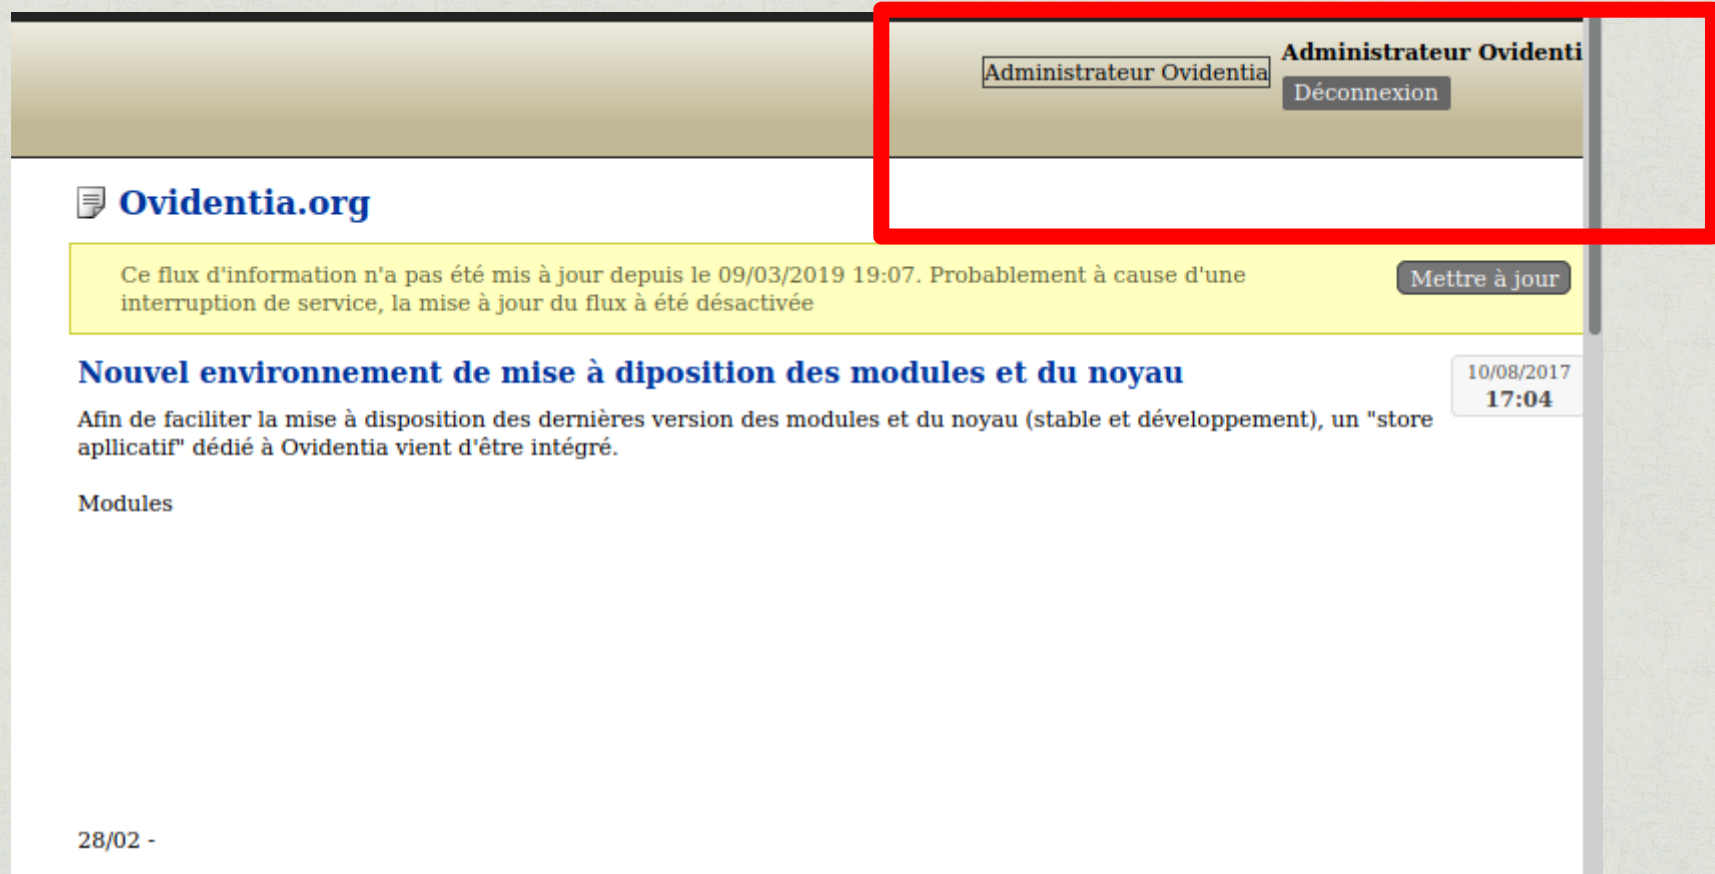 Administrateur Ovidentia
Administrateur Ovidenti
Déconnexion
Ovidentia.org
Ce flux d'information n'a pas été mis à jour depuis le 09/03/2019 19:07. Probablement à cause d'une
interruption de service, la mise à jour du flux à été désactivée
Mettre à jour
Nouvel environnement de mise à diposition des modules et du noyau
10/08/2017
17:04
Afin de faciliter la mise à disposition des dernières version des modules et du noyau (stable et développement), un "store
apllicatif" dédié à Ovidentia vient d'être intégré.
Modules
28/02 -